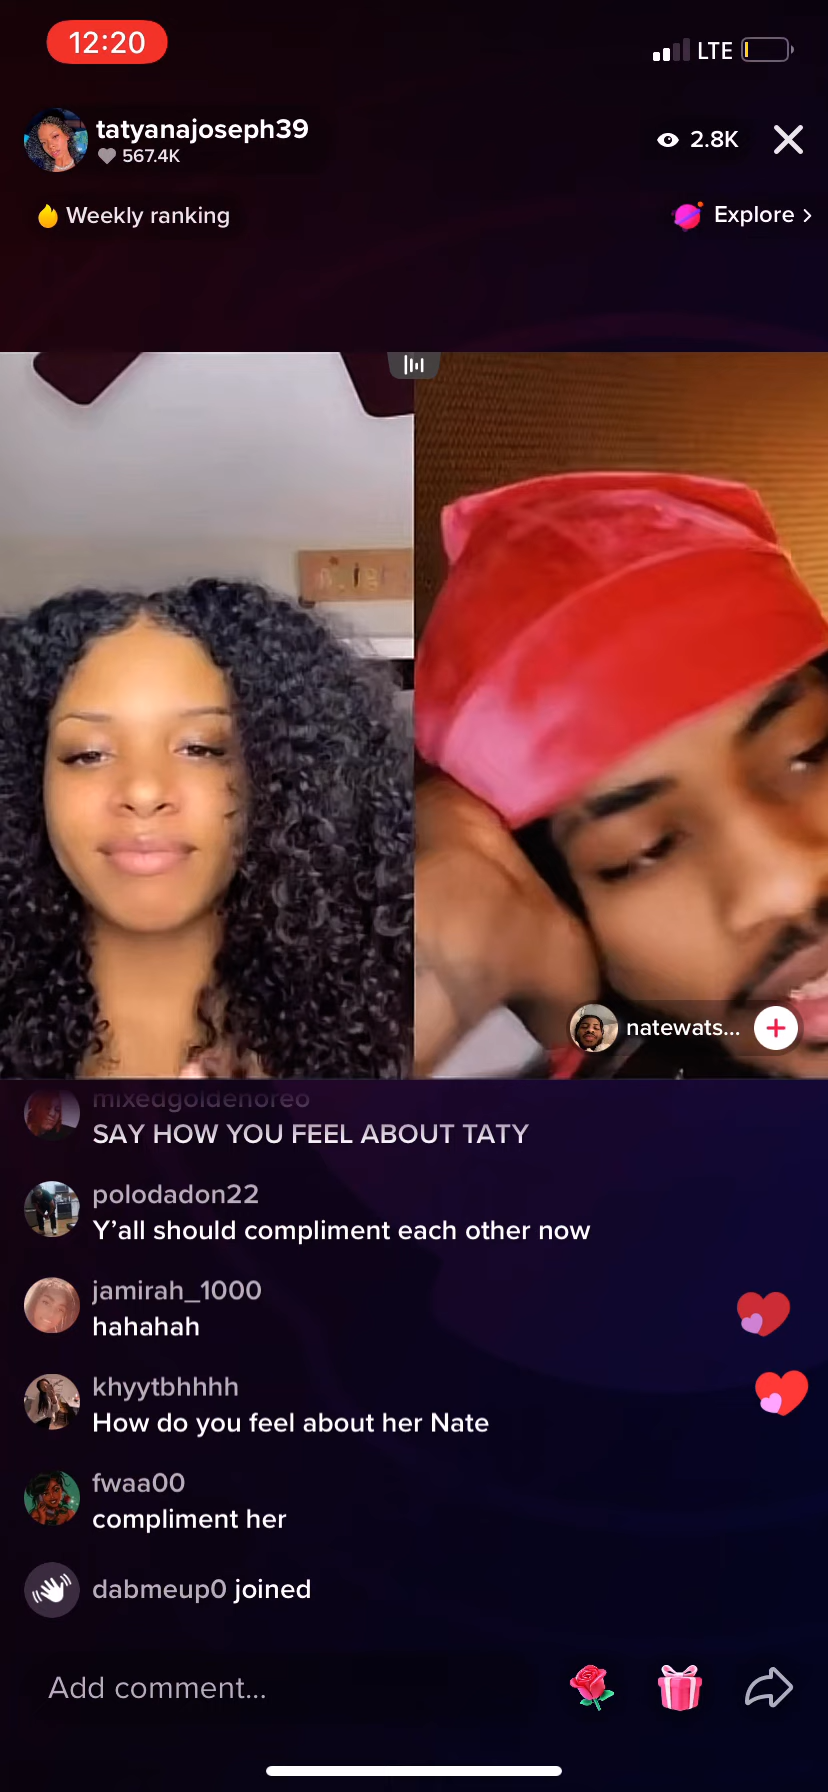 12:20
LTE
tatyanajoseph39
567.4K
2.8K
Weekly ranking
Explore >
natewats...
mixedgoldenoreo
SAY HOW YOU FEEL ABOUT TATY
polodadon22
Y’all should compliment each other now
jamirah_1000
hahahah
khyytbhhhh
How do you feel about her Nate
fwaa00
compliment her
dabmeup0 joined
Add comment...